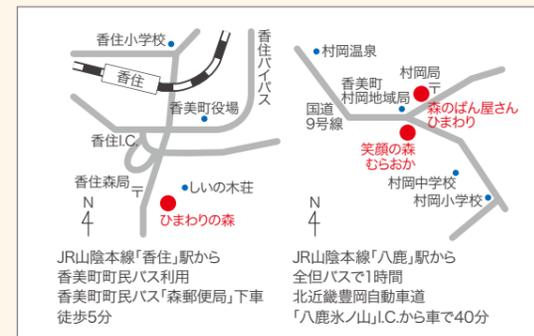 香住小学校
香住
香住バイパス
香美町役場
香住I.C.
香住森局
〒
しいの木荘
N
ひまわりの森
JR山陰本線「香住」駅から
香美町町民バス利用
香美町町民バス「森郵便局」下車
徒歩5分
村岡温泉
村岡局
〒
香美町
村岡地域局
国道
9号線
森のぱん屋さん
ひまわり
笑顔の森
むらおか
村岡中学校
村岡小学校
N
JR山陰本線「八鹿」駅から
全但バスで1時間
北近畿豊岡自動車道
「八鹿氷ノ山」I.C.から車で40分